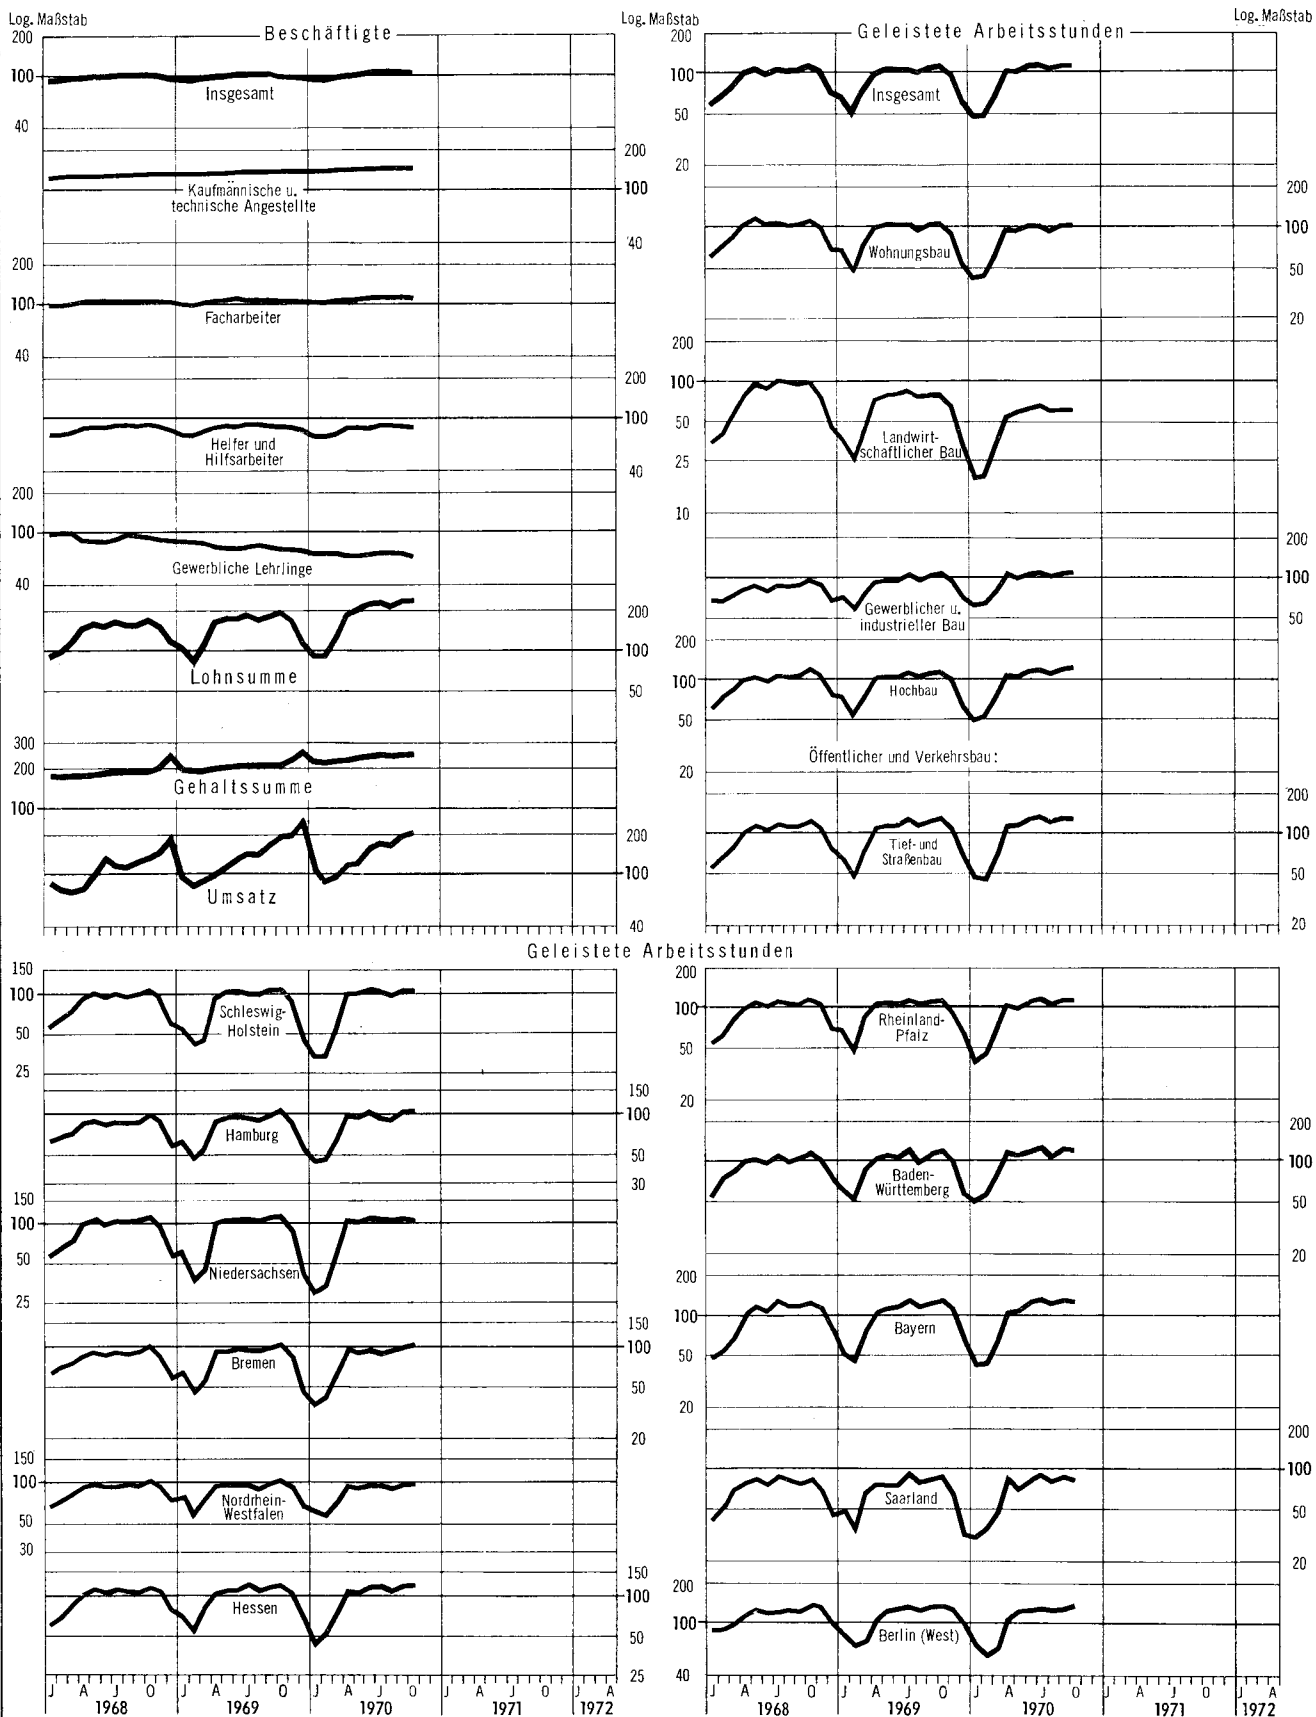 Log. Maßstab
Log. Maßstab
Log. Maßstab
Beschäftigte
200
100
Insgesamt
40
200
100
Kaufmännische u.
technische Angestellte
40
200
100
Facharbeiter
40
200
100
Helfer und
Hilfsarbeiter
40
200
100
Gewerbliche Lehrlinge
40
200
100
Lohnsumme
50
300
200
Gehaltssumme
100
200
100
Umsatz
40
Geleistete Arbeitsstunden
200
100
Insgesamt
50
20
200
100
Wohnungsbau
50
20
200
100
50
Landwirt-
schaftlicher Bau
25
10
200
100
Gewerblicher u.
industrieller Bau
50
200
100
Hochbau
50
Öffentlicher und Verkehrsbau:
20
200
100
Tief- und
Straßenbau
50
20
Geleistete Arbeitsstunden
150
100
Schleswig-
Holstein
50
25
150
100
Hamburg
50
30
150
100
50
Niedersachsen
25
150
100
Bremen
50
20
150
100
Nordrhein-
Westfalen
50
30
150
100
Hessen
50
25
J A J O J A J O J A J O J A J O J A
1968 1969 1970 1971 1972
200
100
Rheinland-
Pfalz
50
20
200
100
Baden-
Württemberg
50
20
200
100
Bayern
50
20
200
100
Saarland
50
20
200
100
Berlin (West)
40
J A J O J A J O J A J O J A J O J A
1968 1969 1970 1971 1972